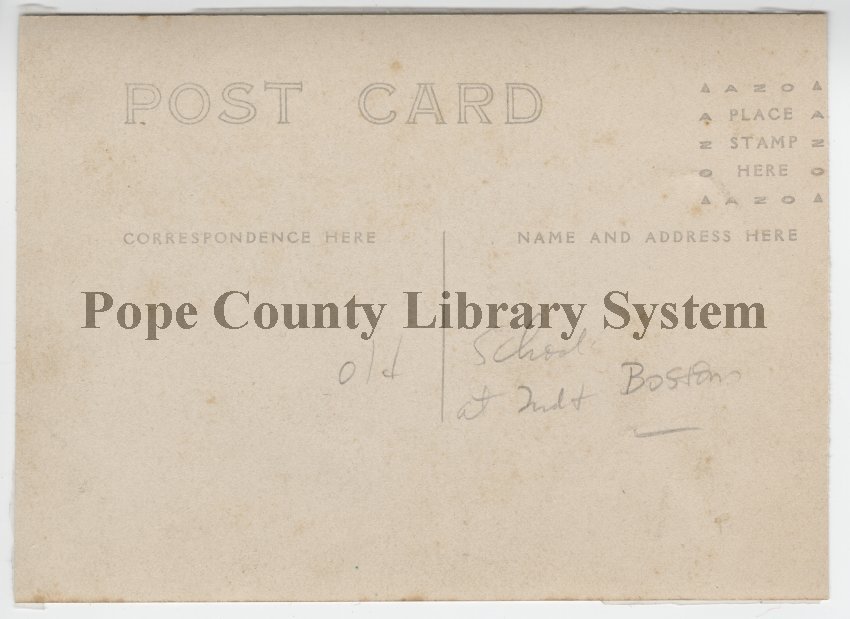 POST CARD
▲ A Z O ▲
A PLACE A
Z STAMP Z
O HERE O
▲ A Z O ▲
CORRESPONDENCE HERE
NAME AND ADDRESS HERE
Pope County Library System
old School
at Boston